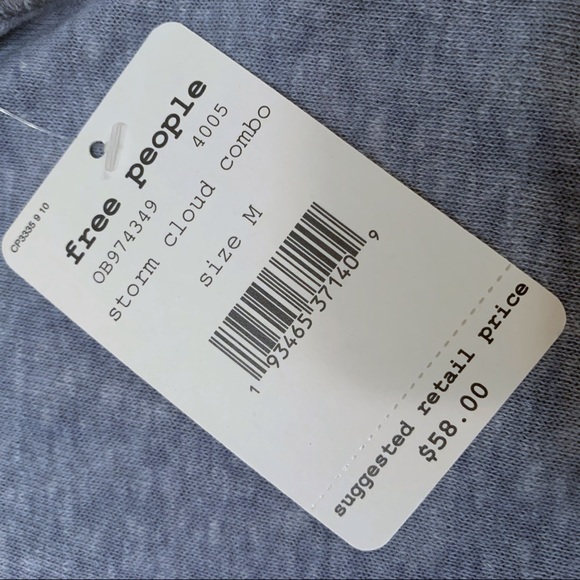 CP3335 9 10
free people
OB974349 4005
storm cloud combo
size M
1 93465 37140 9
suggested retail price
$58.00